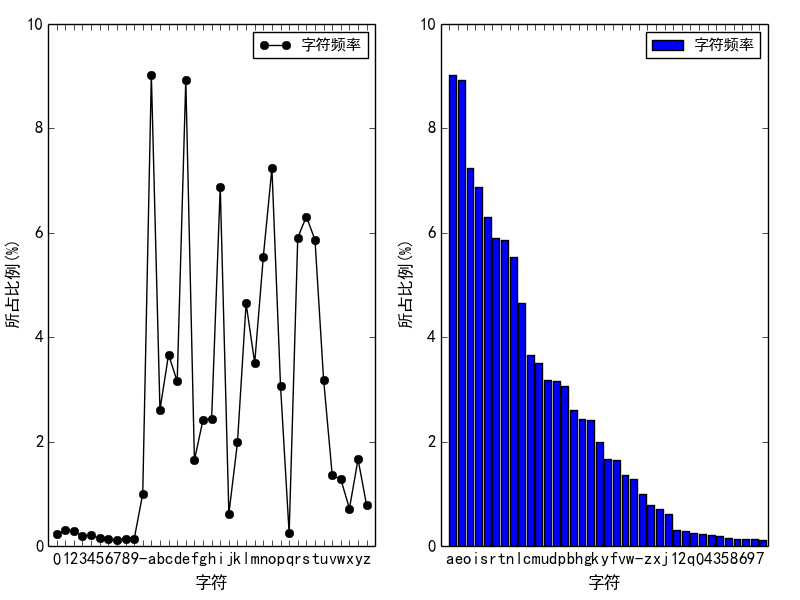 10
8
6
4
2
0
所占比例(%)
字符频率
0123456789-abcdefghijklmnopqrstuvwxyz
字符
10
8
6
4
2
0
所占比例(%)
字符频率
aeoisrtnlcmudpbhgkyfvw-zxj12q04358697
字符